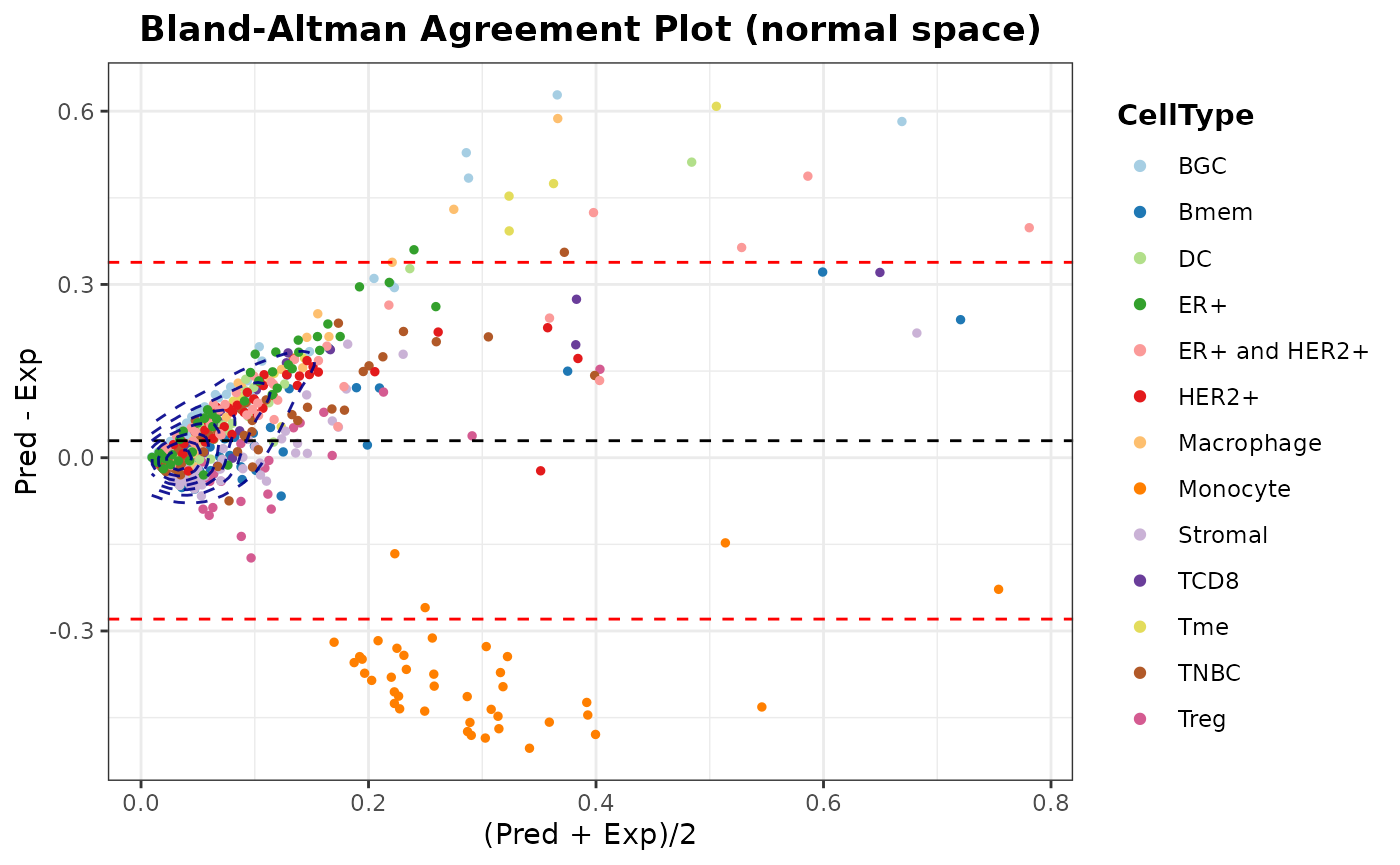 Bland-Altman Agreement Plot (normal space)
Pred - Exp
0.6
0.3
0.0
-0.3
0.0 0.2 0.4 0.6 0.8
(Pred + Exp)/2
CellType
BGC
Bmem
DC
ER+
ER+ and HER2+
HER2+
Macrophage
Monocyte
Stromal
TCD8
Tme
TNBC
Treg